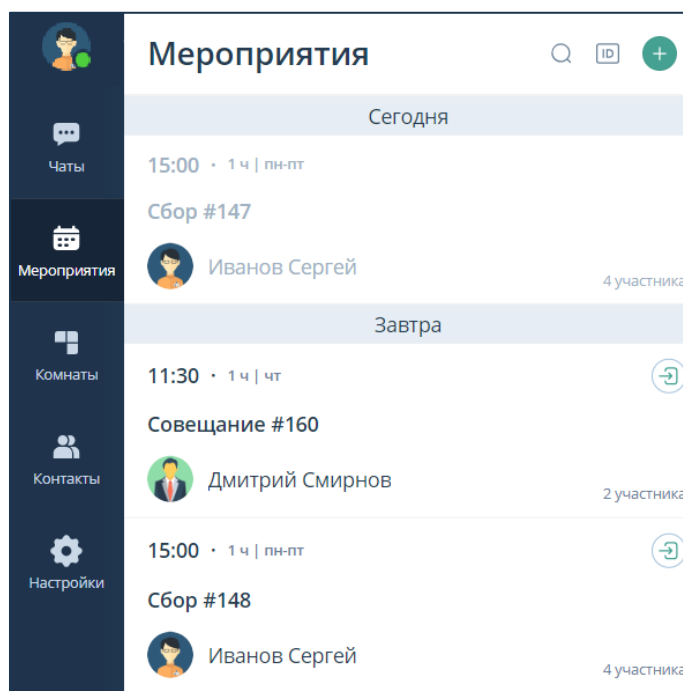 Мероприятия
ID
Чаты
Мероприятия
Комнаты
Контакты
Настройки
Сегодня
15:00 · 1 ч | пн-пт
Сбор #147
Иванов Сергей
4 участника
Завтра
11:30 · 1 ч | чт
Совещание #160
Дмитрий Смирнов
2 участника
15:00 · 1 ч | пн-пт
Сбор #148
Иванов Сергей
4 участника